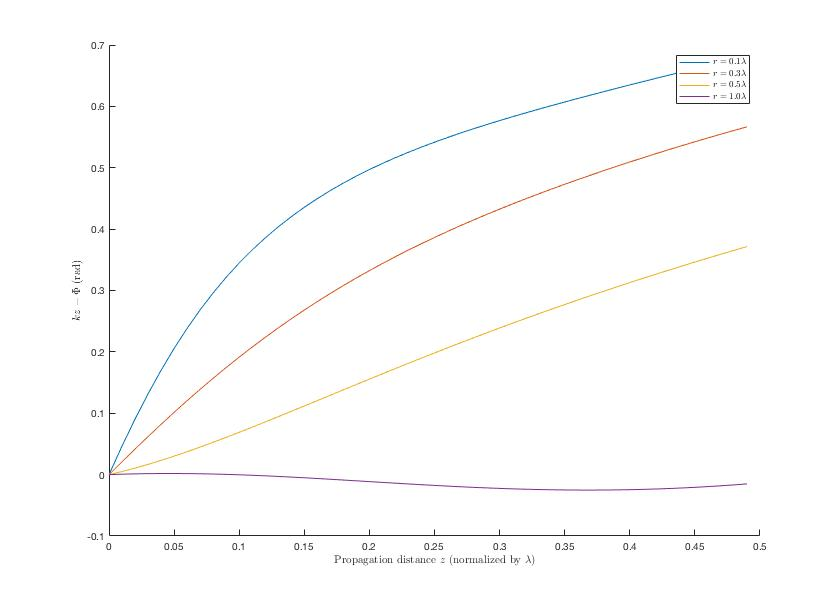 0.7
0.6
0.5
0.4
0.3
0.2
0.1
0
-0.1
kz − Φ (rad)
r = 0.1λ
r = 0.3λ
r = 0.5λ
r = 1.0λ
0 0.05 0.1 0.15 0.2 0.25 0.3 0.35 0.4 0.45 0.5
Propagation distance z (normalized by λ)